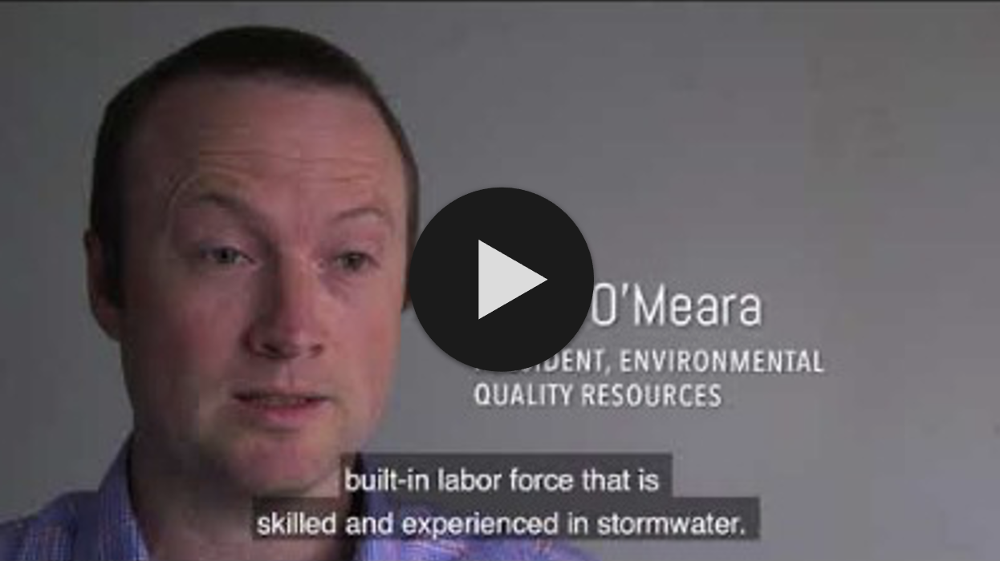 O'Meara
ENVIRONMENTAL
QUALITY RESOURCES
built-in labor force that is
skilled and experienced in stormwater.